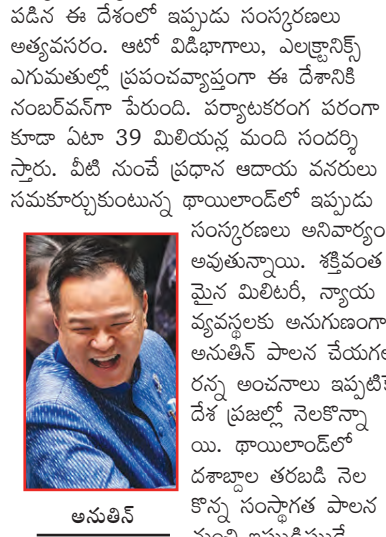 పడిన ఈ దేశంలో ఇప్పుడు సంస్కరణలు
అత్యవసరం. ఆటో విడిభాగాలు, ఎలక్ట్రానిక్స్
ఎగుమతుల్లో ప్రపంచవ్యాప్తంగా ఈ దేశానికి
నంబర్‌వన్‌గా పేరుంది. పర్యాటకరంగ పరంగా
కూడా ఏటా 39 మిలియన్ల మంది సందర్శి
స్తారు. వీటి నుంచే ప్రధాన ఆదాయ వనరులు
సమకూర్చుకుంటున్న థాయిలాండ్‌లో ఇప్పుడు
సంస్కరణలు అనివార్యం
అవుతున్నాయి. శక్తివంత
మైన మిలిటరీ, న్యాయ
వ్యవస్థలకు అనుగుణంగా
అనుతిన్ పాలన చేయగల
రన్న అంచనాలు ఇప్పటికే
దేశ ప్రజల్లో నెలకొన్నా
యి. థాయిలాండ్‌లో
దశాబ్దాల తరబడి నెల
కొన్న సంస్థాగత పాలన
అనుతిన్